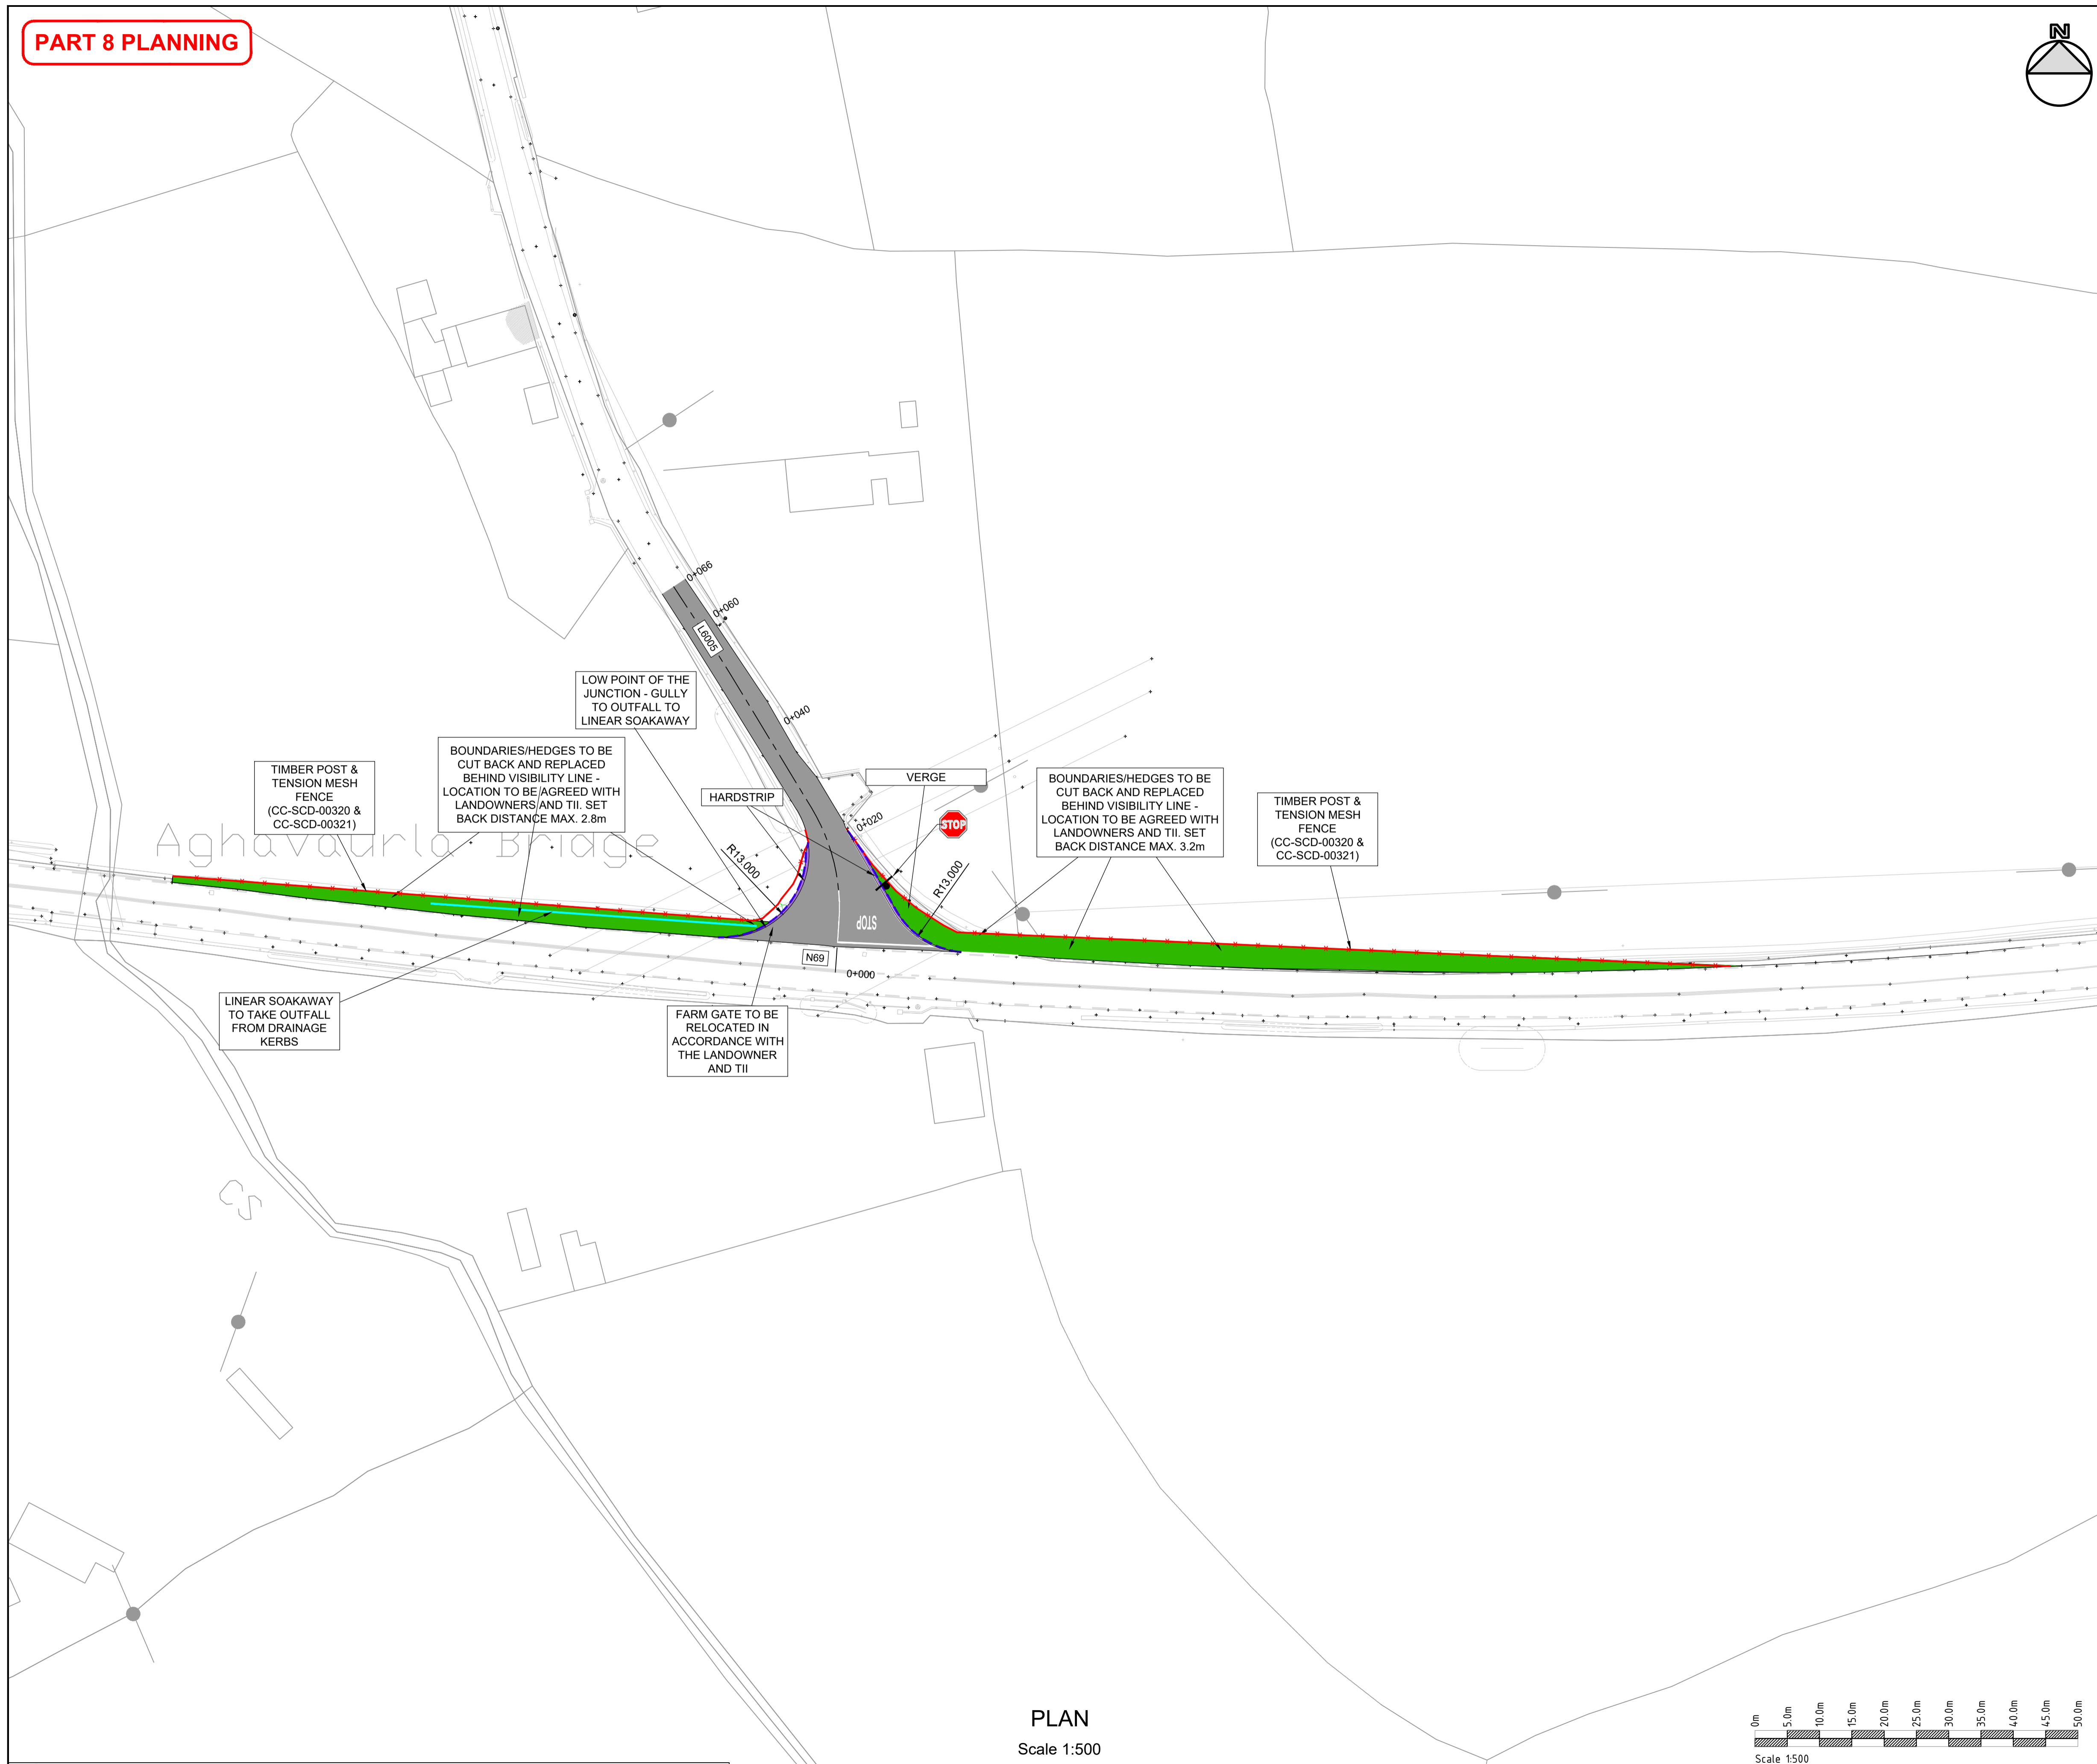 PART 8 PLANNING
N
0+066
0+060
L6005
LOW POINT OF THE
JUNCTION - GULLY
TO OUTFALL TO
LINEAR SOAKAWAY
0+040
BOUNDARIES/HEDGES TO BE
CUT BACK AND REPLACED
BEHIND VISIBILITY LINE -
LOCATION TO BE AGREED WITH
LANDOWNERS AND TII. SET
BACK DISTANCE MAX. 2.8m
TIMBER POST &
TENSION MESH
FENCE
(CC-SCD-00320 &
CC-SCD-00321)
HARDSTRIP
VERGE
0+020
STOP
BOUNDARIES/HEDGES TO BE
CUT BACK AND REPLACED
BEHIND VISIBILITY LINE -
LOCATION TO BE AGREED WITH
LANDOWNERS AND TII. SET
BACK DISTANCE MAX. 3.2m
TIMBER POST &
TENSION MESH
FENCE
(CC-SCD-00320 &
CC-SCD-00321)
Aghavaurla Bridge
R13.000
R13.000
STOP
N69
0+000
LINEAR SOAKAWAY
TO TAKE OUTFALL
FROM DRAINAGE
KERBS
FARM GATE TO BE
RELOCATED IN
ACCORDANCE WITH
THE LANDOWNER
AND TII
PLAN
Scale 1:500
0m
5.0m
10.0m
15.0m
20.0m
25.0m
30.0m
35.0m
40.0m
45.0m
50.0m
Scale 1:500